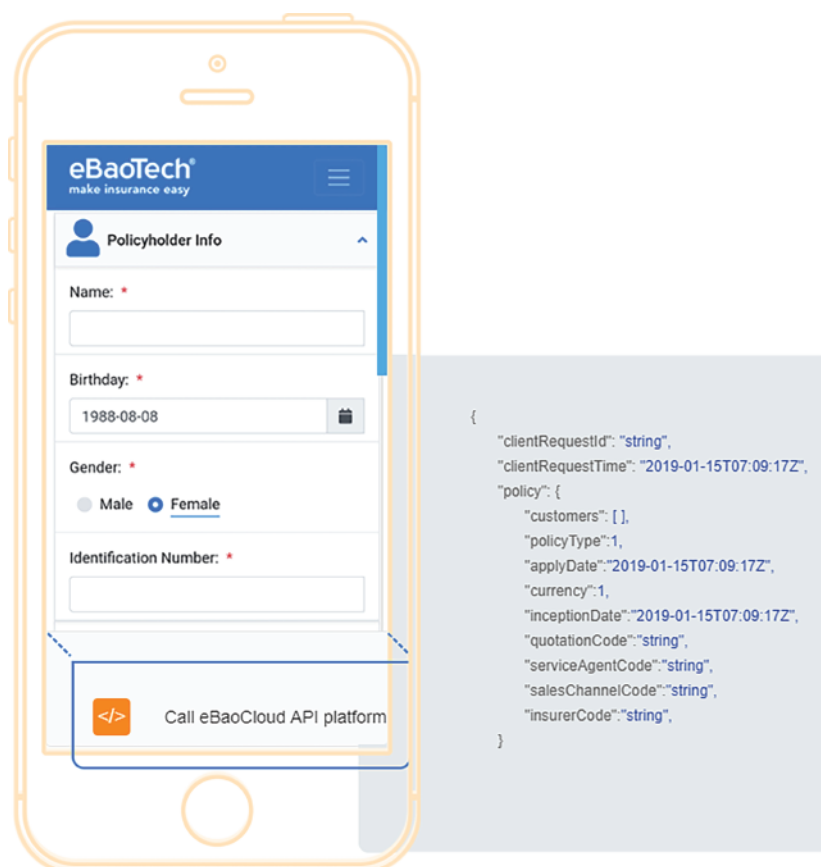 eBaoTech®
make insurance easy
Policyholder Info
Name: *
Birthday: *
1988-08-08
Gender: *
Male Female
Identification Number: *
</> Call eBaoCloud API platform
{
"clientRequestId": "string",
"clientRequestTime": "2019-01-15T07:09:17Z",
"policy": {
"customers": [ ],
"policyType":1,
"applyDate":"2019-01-15T07:09:17Z",
"currency":1,
"inceptionDate":"2019-01-15T07:09:17Z",
"quotationCode":"string",
"serviceAgentCode":"string",
"salesChannelCode":"string",
"insurerCode":"string",
}